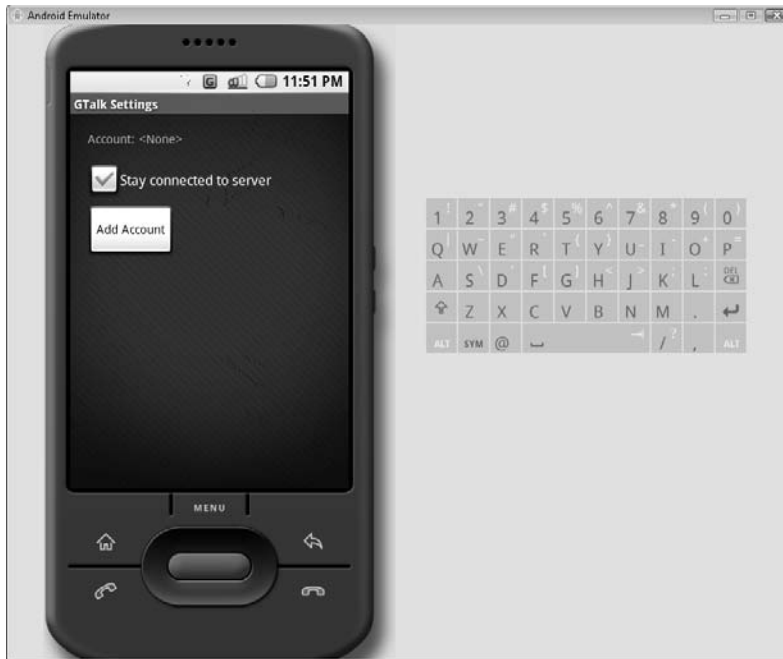 Android Emulator
G 11:51 PM
GTalk Settings
Account: <None>
Stay connected to server
Add Account
MENU
1 ! 2 3 # 4 $ 5 % 6 ^ 7 & 8 * 9 ( 0 )
Q | W E " R ` T { Y } U - I O P =
A S \ D ' F [ G ] H < J > K ; L : DEL
Z X C V B N M .
ALT SYM @ / ? , ALT